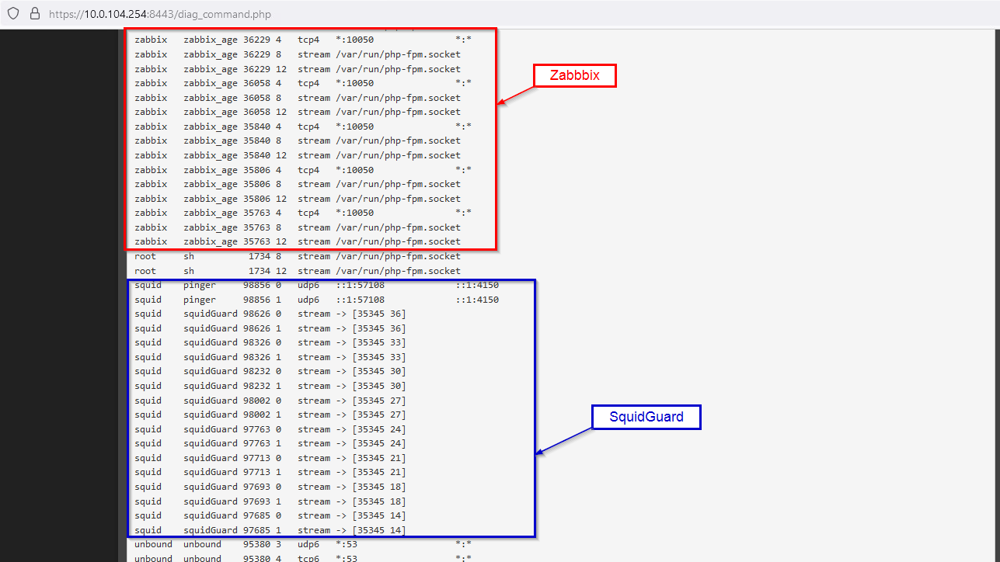 https://10.0.104.254:8443/diag_command.php
zabbix zabbix_age 36229 4 tcp4 *:10050 *:*
zabbix zabbix_age 36229 8 stream /var/run/php-fpm.socket
zabbix zabbix_age 36229 12 stream /var/run/php-fpm.socket
zabbix zabbix_age 36058 4 tcp4 *:10050 *:*
zabbix zabbix_age 36058 8 stream /var/run/php-fpm.socket
zabbix zabbix_age 36058 12 stream /var/run/php-fpm.socket
zabbix zabbix_age 35840 4 tcp4 *:10050 *:*
zabbix zabbix_age 35840 8 stream /var/run/php-fpm.socket
zabbix zabbix_age 35840 12 stream /var/run/php-fpm.socket
zabbix zabbix_age 35806 4 tcp4 *:10050 *:*
zabbix zabbix_age 35806 8 stream /var/run/php-fpm.socket
zabbix zabbix_age 35806 12 stream /var/run/php-fpm.socket
zabbix zabbix_age 35763 4 tcp4 *:10050 *:*
zabbix zabbix_age 35763 8 stream /var/run/php-fpm.socket
zabbix zabbix_age 35763 12 stream /var/run/php-fpm.socket
Zabbbix
root sh 1734 8 stream /var/run/php-fpm.socket
root sh 1734 12 stream /var/run/php-fpm.socket
squid pinger 98856 0 udp6 ::1:57108 ::1:4150
squid pinger 98856 1 udp6 ::1:57108 ::1:4150
squid squidGuard 98626 0 stream -> [35345 36]
squid squidGuard 98626 1 stream -> [35345 36]
squid squidGuard 98326 0 stream -> [35345 33]
squid squidGuard 98326 1 stream -> [35345 33]
squid squidGuard 98232 0 stream -> [35345 30]
squid squidGuard 98232 1 stream -> [35345 30]
squid squidGuard 98002 0 stream -> [35345 27]
squid squidGuard 98002 1 stream -> [35345 27]
squid squidGuard 97763 0 stream -> [35345 24]
squid squidGuard 97763 1 stream -> [35345 24]
squid squidGuard 97713 0 stream -> [35345 21]
squid squidGuard 97713 1 stream -> [35345 21]
squid squidGuard 97693 0 stream -> [35345 18]
squid squidGuard 97693 1 stream -> [35345 18]
squid squidGuard 97685 0 stream -> [35345 14]
squid squidGuard 97685 1 stream -> [35345 14]
SquidGuard
unbound unbound 95380 3 udp6 *:53 *:*
unbound unbound 95380 4 tcp6 *:53 *:*